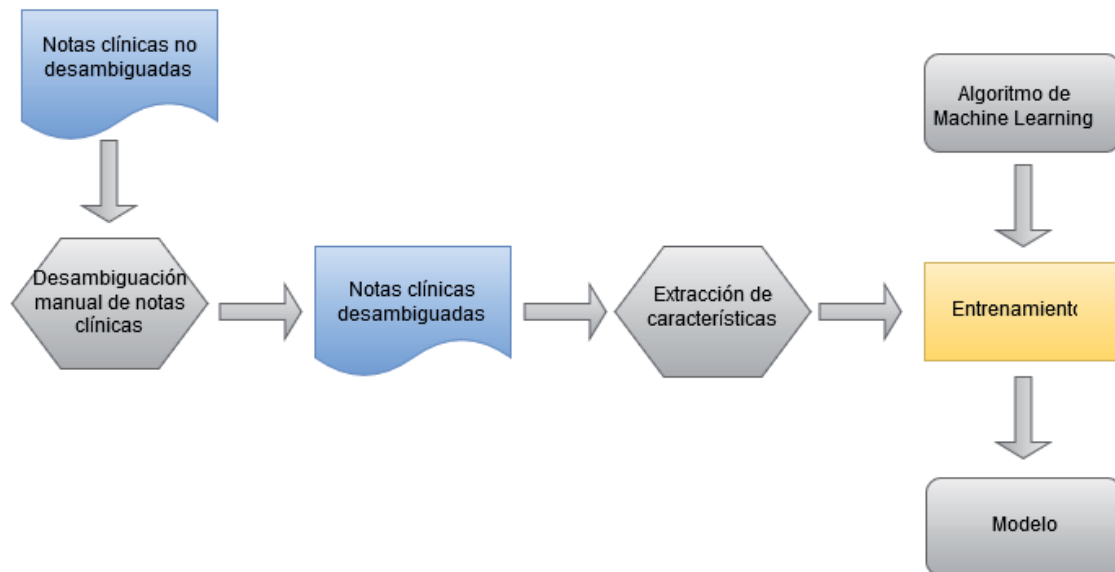 Notas clínicas no
desambiguadas
Algoritmo de
Machine Learning
Desambiguación
manual de notas
clínicas
Notas clínicas
desambiguadas
Extracción de
características
Entrenamiento
Modelo